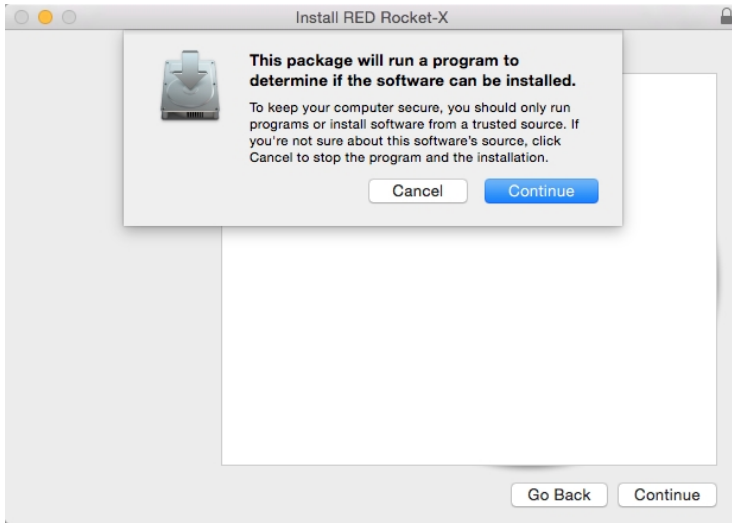 Install RED Rocket-X
This package will run a program to
determine if the software can be installed.
To keep your computer secure, you should only run
programs or install software from a trusted source. If
you're not sure about this software's source, click
Cancel to stop the program and the installation.
Cancel
Continue
Go Back
Continue